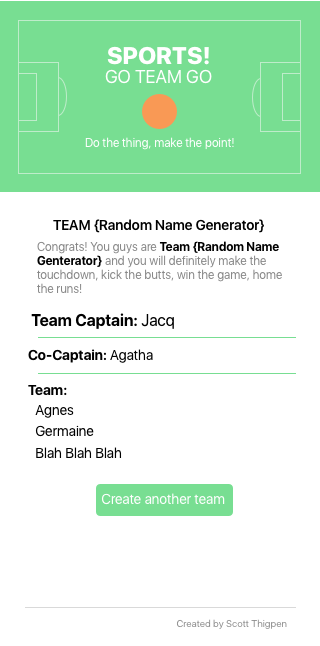 SPORTS!
GO TEAM GO
Do the thing, make the point!
TEAM {Random Name Generator}
Congrats! You guys are Team {Random Name
Genterator} and you will definitely make the
touchdown, kick the butts, win the game, home
the runs!
Team Captain: Jacq
Co-Captain: Agatha
Team:
Agnes
Germaine
Blah Blah Blah
Create another team
Created by Scott Thigpen